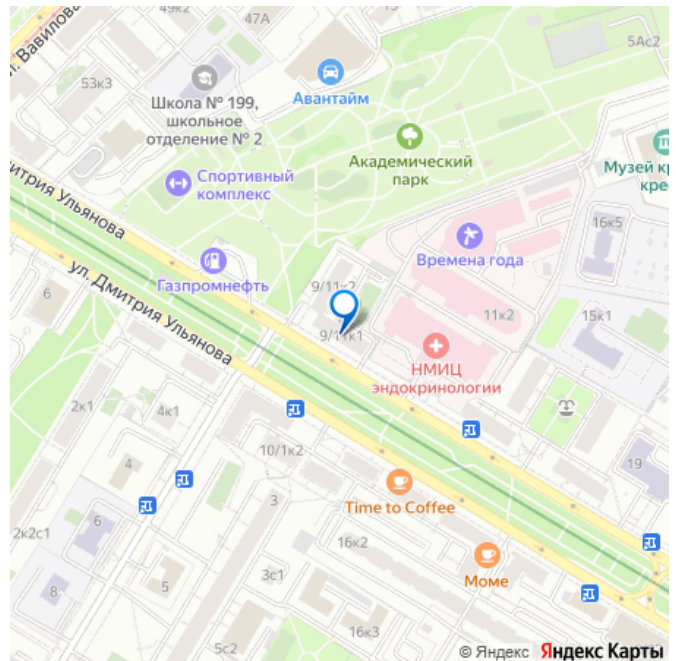 49к2
47А
л. Вавилова
5Ас2
53к3
Школа № 199,
школьное
отделение № 2
Авантайм
Академический
парк
Музей кр
крес
Спортивный
комплекс
итрия Ульянова
16к5
Времена года
Газпромнефть
ул. Дмитрия Ульянова
9/11к2
9/11к1
11к2
15к1
6
НМИЦ
эндокринологии
2к1
4к1
10/1к2
19
4
Time to Coffee
3
6
2к2с1
16к2
Моме
3с1
5
8
16к3
5с2
© Яндекс Яндекс Карты